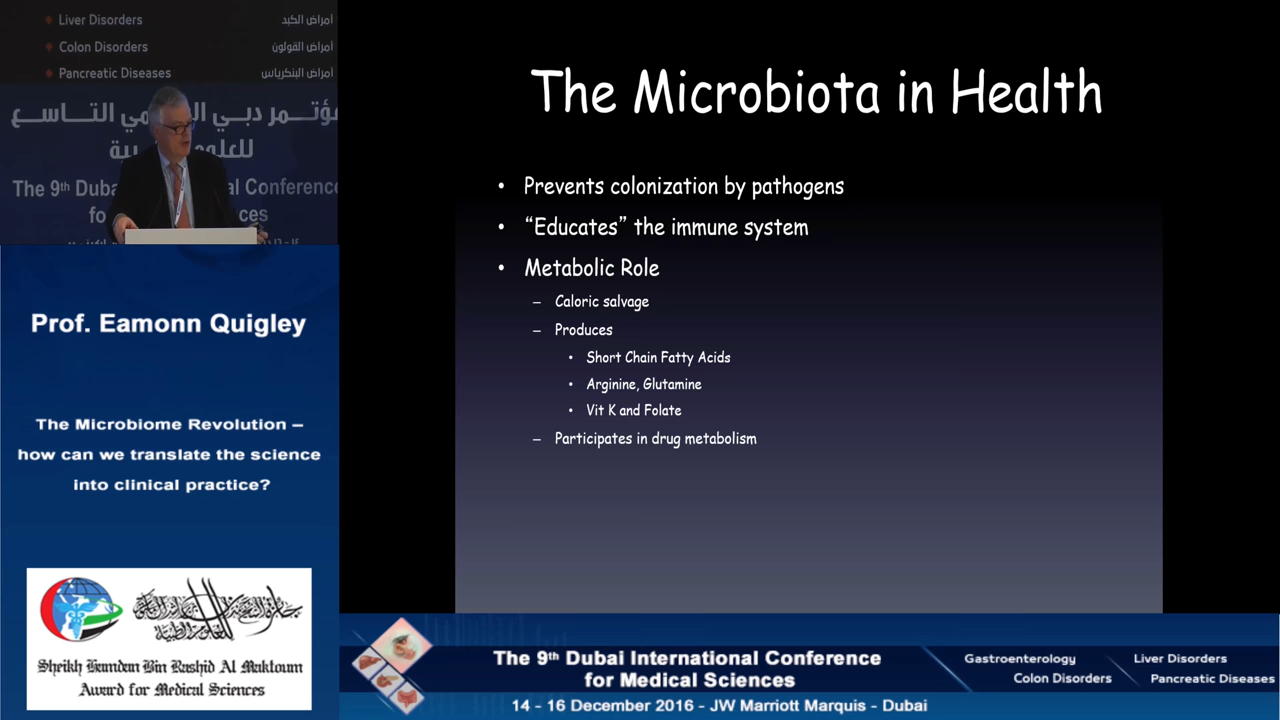 Liver Disorders
أمراض الكبد
Colon Disorders
أمراض القولون
Pancreatic Diseases
أمراض البنكرياس
التاسع
The 9th Duba
al Conference
fo
ces
Prof. Eamonn Quigley
The Microbiome Revolution –
how can we translate the science
into clinical practice?
Sheikh Hamdan Bin Rashid Al Maktoum
Award for Medical Sciences
The Microbiota in Health
• Prevents colonization by pathogens
• “Educates” the immune system
• Metabolic Role
– Caloric salvage
– Produces
• Short Chain Fatty Acids
• Arginine, Glutamine
• Vit K and Folate
– Participates in drug metabolism
The 9th Dubai International Conference
for Medical Sciences
14 - 16 December 2016 - JW Marriott Marquis - Dubai
Gastroenterology
Liver Disorders
Colon Disorders
Pancreatic Diseases